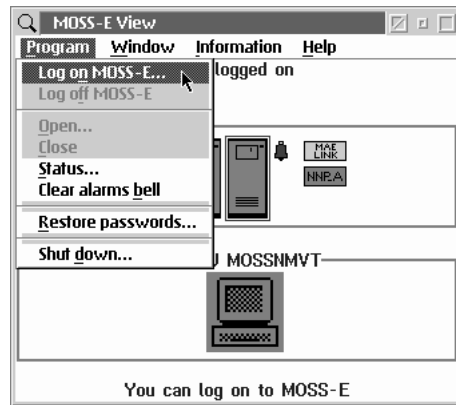 MOSS-E View
Program Window Information Help
Log on MOSS-E...
logged on
Log off MOSS-E
Open...
Close
Status...
Clear alarms bell
Restore passwords...
Shut down...
MAE
LINK
NNP.A
MOSSNMVT
You can log on to MOSS-E